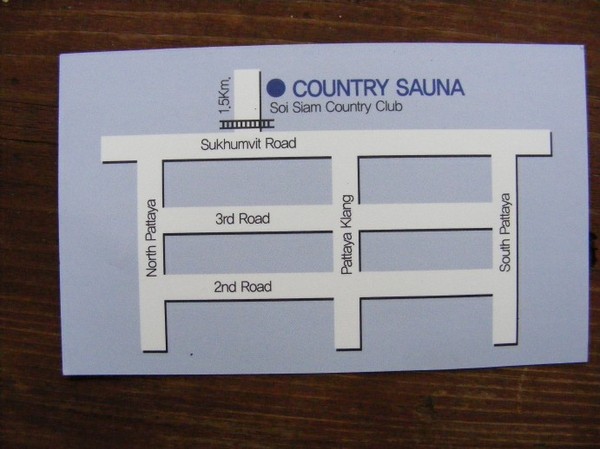 COUNTRY SAUNA
1.5Km.
Soi Siam Country Club
Sukhumvit Road
North Pattaya
3rd Road
Pattaya Klang
South Pattaya
2nd Road